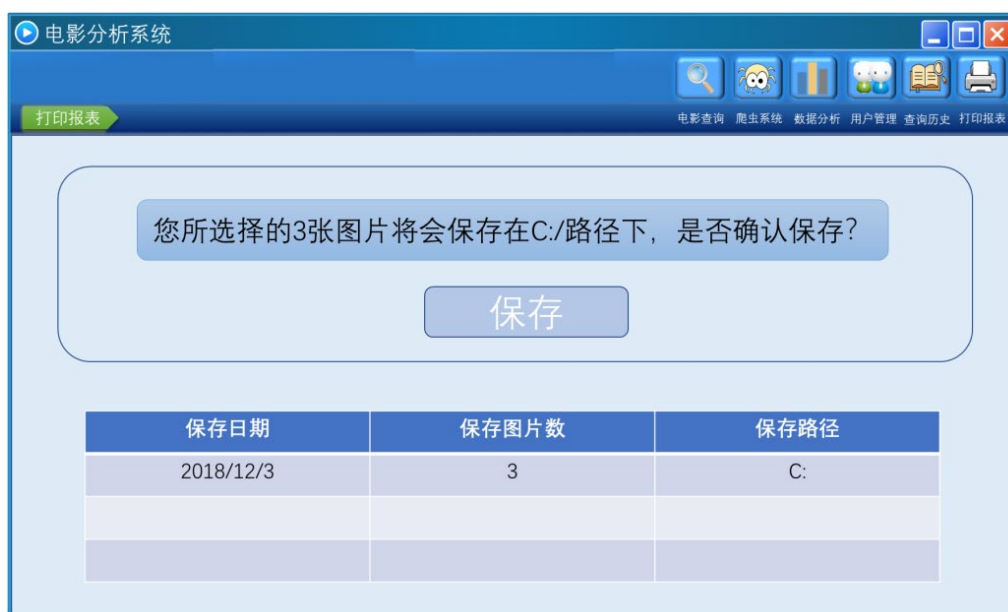 电影分析系统
电影查询 爬虫系统 数据分析 用户管理 查询历史 打印报表
打印报表
您所选择的3张图片将会保存在C:/路径下，是否确认保存？
保存
保存日期 保存图片数 保存路径
2018/12/3 3 C: